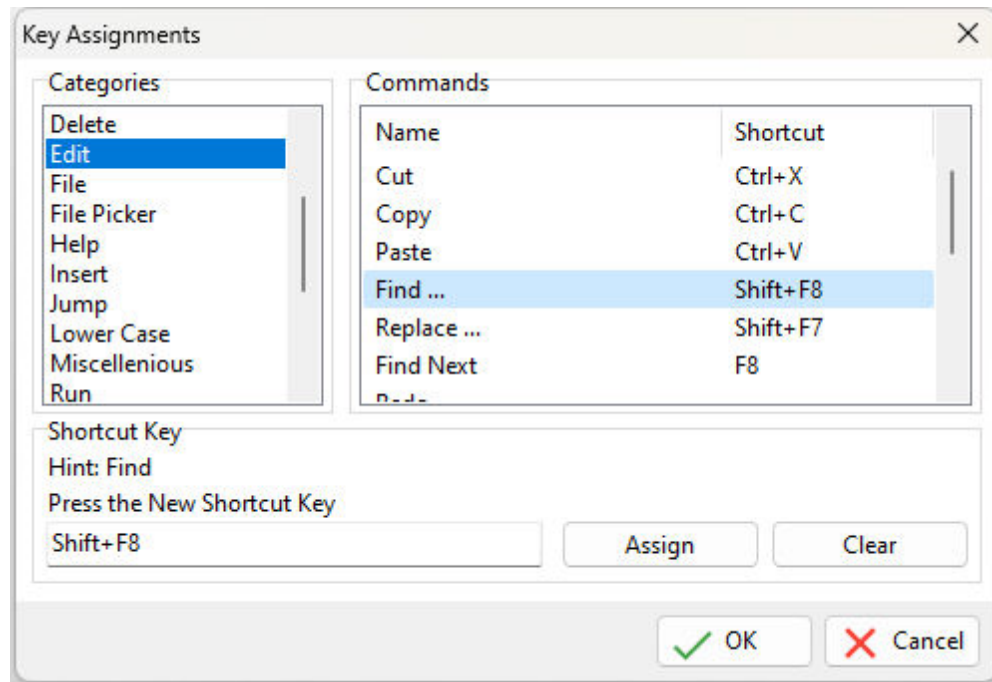 Key Assignments
Categories
Delete
Edit
File
File Picker
Help
Insert
Jump
Lower Case
Miscellenious
Run
Commands
Name Shortcut
Cut Ctrl+X
Copy Ctrl+C
Paste Ctrl+V
Find ... Shift+F8
Replace ... Shift+F7
Find Next F8
Shortcut Key
Hint: Find
Press the New Shortcut Key
Shift+F8 Assign Clear
OK Cancel